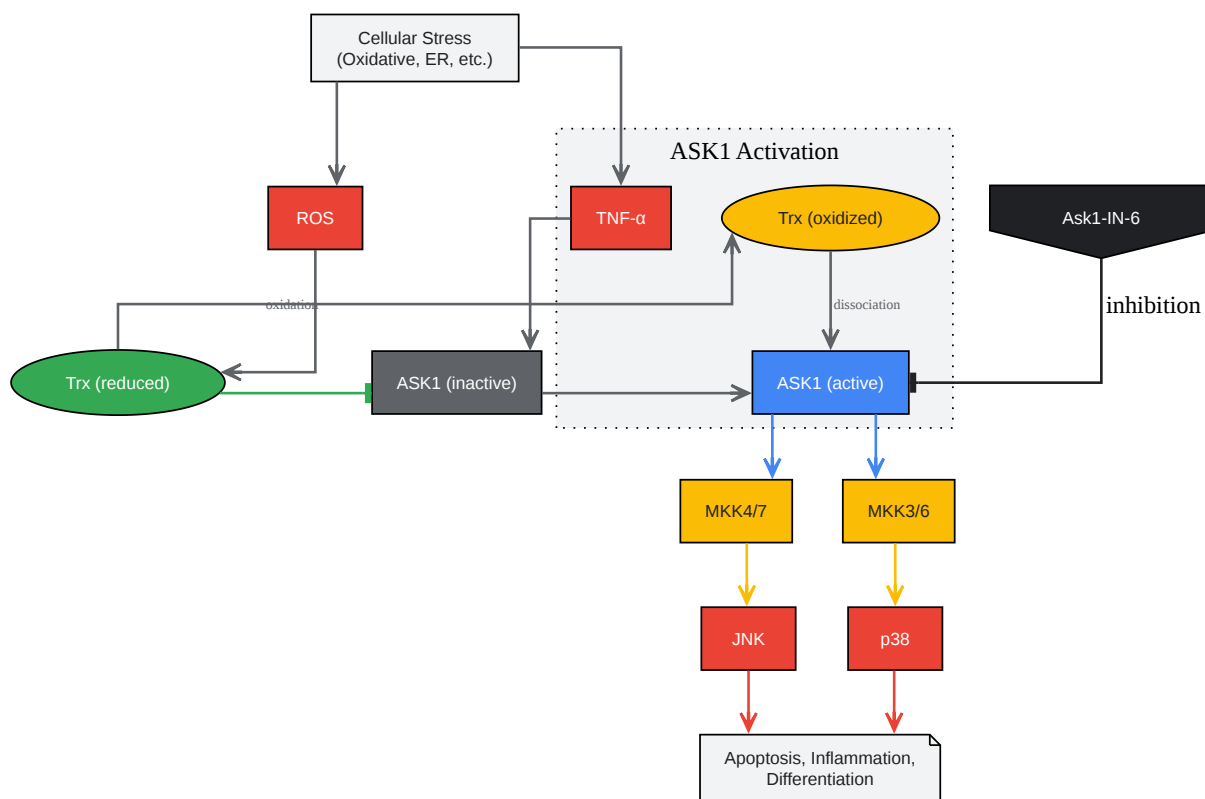 Cellular Stress
(Oxidative, ER, etc.)
ASK1 Activation
ROS
TNF-α
Trx (oxidized)
Ask1-IN-6
oxidation
dissociation
inhibition
Trx (reduced)
ASK1 (inactive)
ASK1 (active)
MKK4/7
MKK3/6
JNK
p38
Apoptosis, Inflammation,
Differentiation